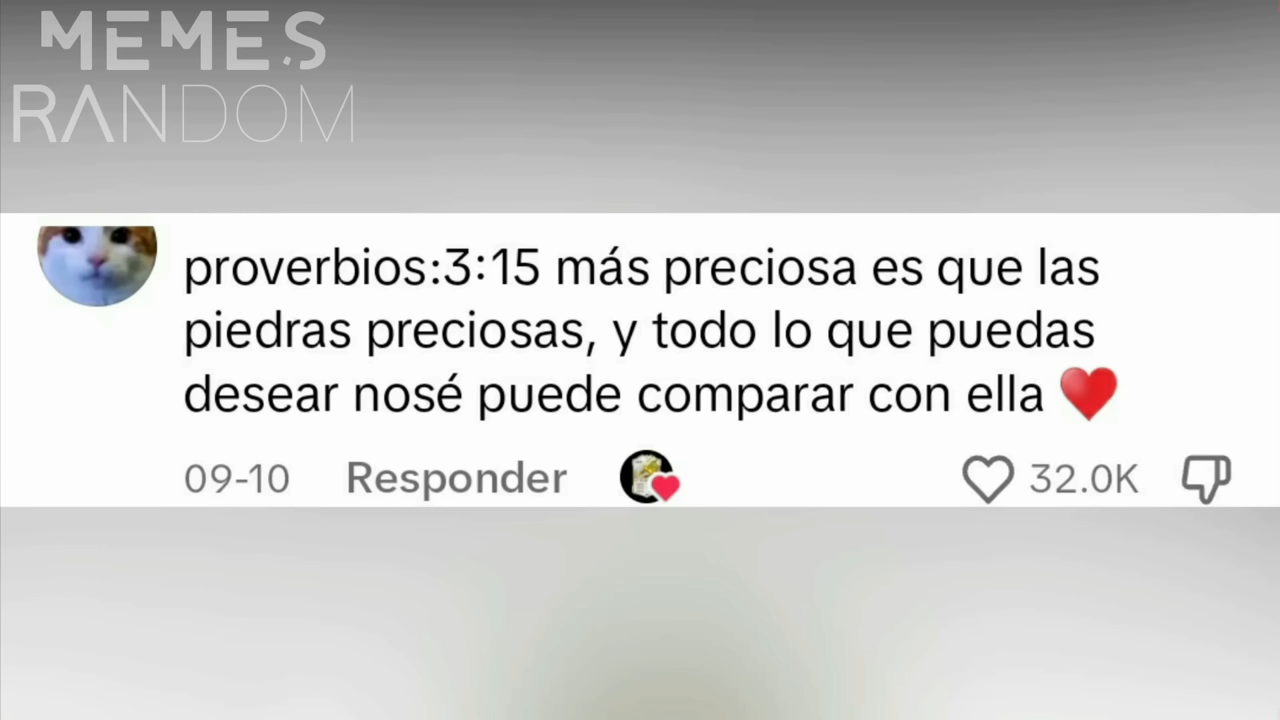 MEMES
RANDOM
proverbios:3:15 más preciosa es que las
piedras preciosas, y todo lo que puedas
desear nosé puede comparar con ella ♥️
09-10 Responder 32.0K